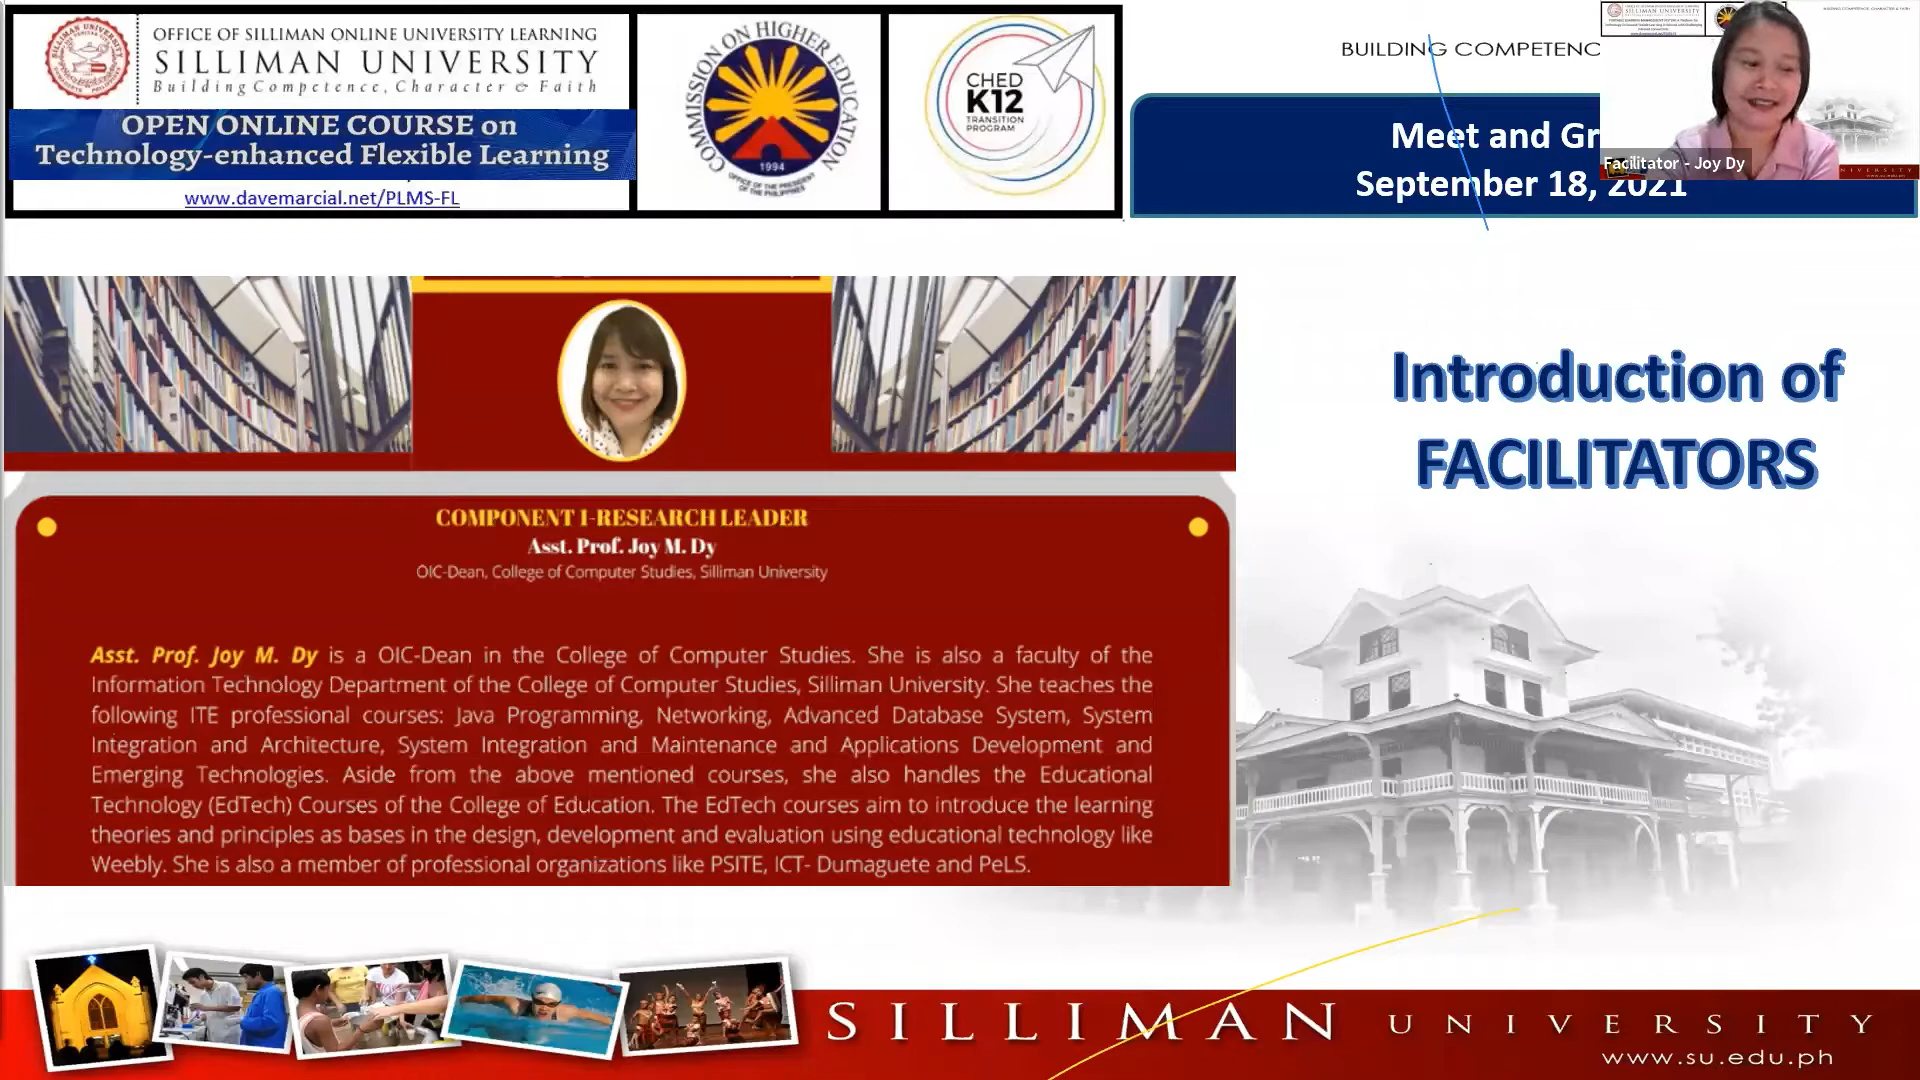 OFFICE OF SILLIMAN ONLINE UNIVERSITY LEARNING
SILLIMAN UNIVERSITY
Building Competence, Character & Faith
OPEN ONLINE COURSE on
Technology-enhanced Flexible Learning
www.davemarcial.net/PLMS-FL
COMMISSION ON HIGHER EDUCATION
1994
OFFICE OF THE PRESIDENT
OF THE PHILIPPINES
CHED
K12
TRANSITION
PROGRAM
BUILDING COMPETENC
Meet and Gr
September 18, 2021
Facilitator - Joy Dy
Introduction of
FACILITATORS
COMPONENT 1-RESEARCH LEADER
Asst. Prof. Joy M. Dy
OIC-Dean, College of Computer Studies, Silliman University
Asst. Prof. Joy M. Dy is a OIC-Dean in the College of Computer Studies. She is also a faculty of the
Information Technology Department of the College of Computer Studies, Silliman University. She teaches the
following ITE professional courses: Java Programming, Networking, Advanced Database System, System
Integration and Architecture, System Integration and Maintenance and Applications Development and
Emerging Technologies. Aside from the above mentioned courses, she also handles the Educational
Technology (EdTech) Courses of the College of Education. The EdTech courses aim to introduce the learning
theories and principles as bases in the design, development and evaluation using educational technology like
Weebly. She is also a member of professional organizations like PSITE, ICT- Dumaguete and PeLS.
SILLIMAN UNIVERSITY
www.su.edu.ph